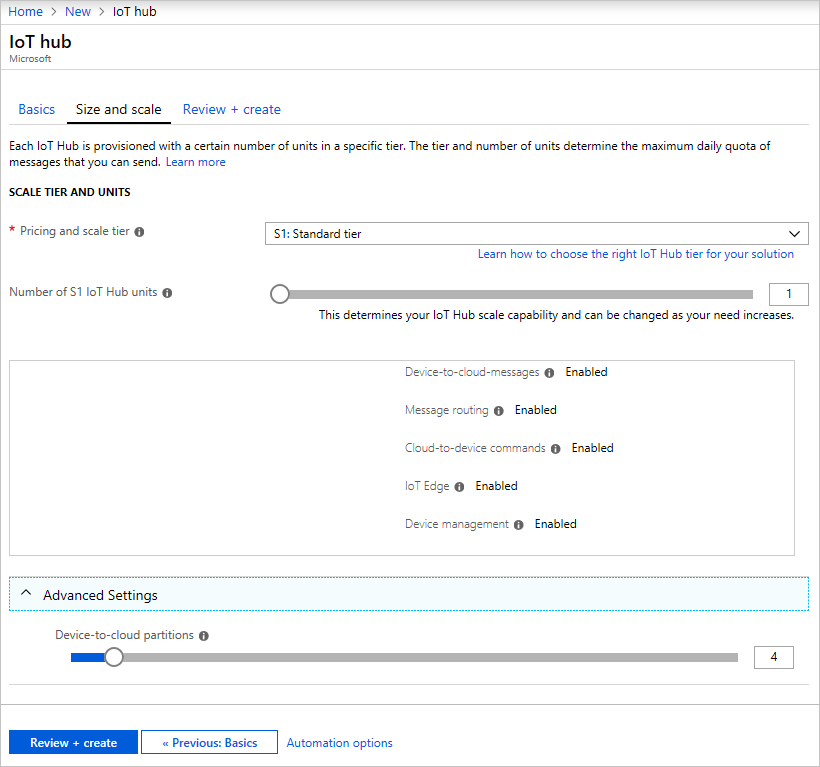 Home > New > IoT hub
IoT hub
Microsoft
Basics Size and scale Review + create
Each IoT Hub is provisioned with a certain number of units in a specific tier. The tier and number of units determine the maximum daily quota of
messages that you can send. Learn more
SCALE TIER AND UNITS
* Pricing and scale tier S1: Standard tier
Learn how to choose the right IoT Hub tier for your solution
Number of S1 IoT Hub units 1
This determines your IoT Hub scale capability and can be changed as your need increases.
Device-to-cloud-messages Enabled
Message routing Enabled
Cloud-to-device commands Enabled
IoT Edge Enabled
Device management Enabled
Advanced Settings
Device-to-cloud partitions
4
Review + create « Previous: Basics Automation options